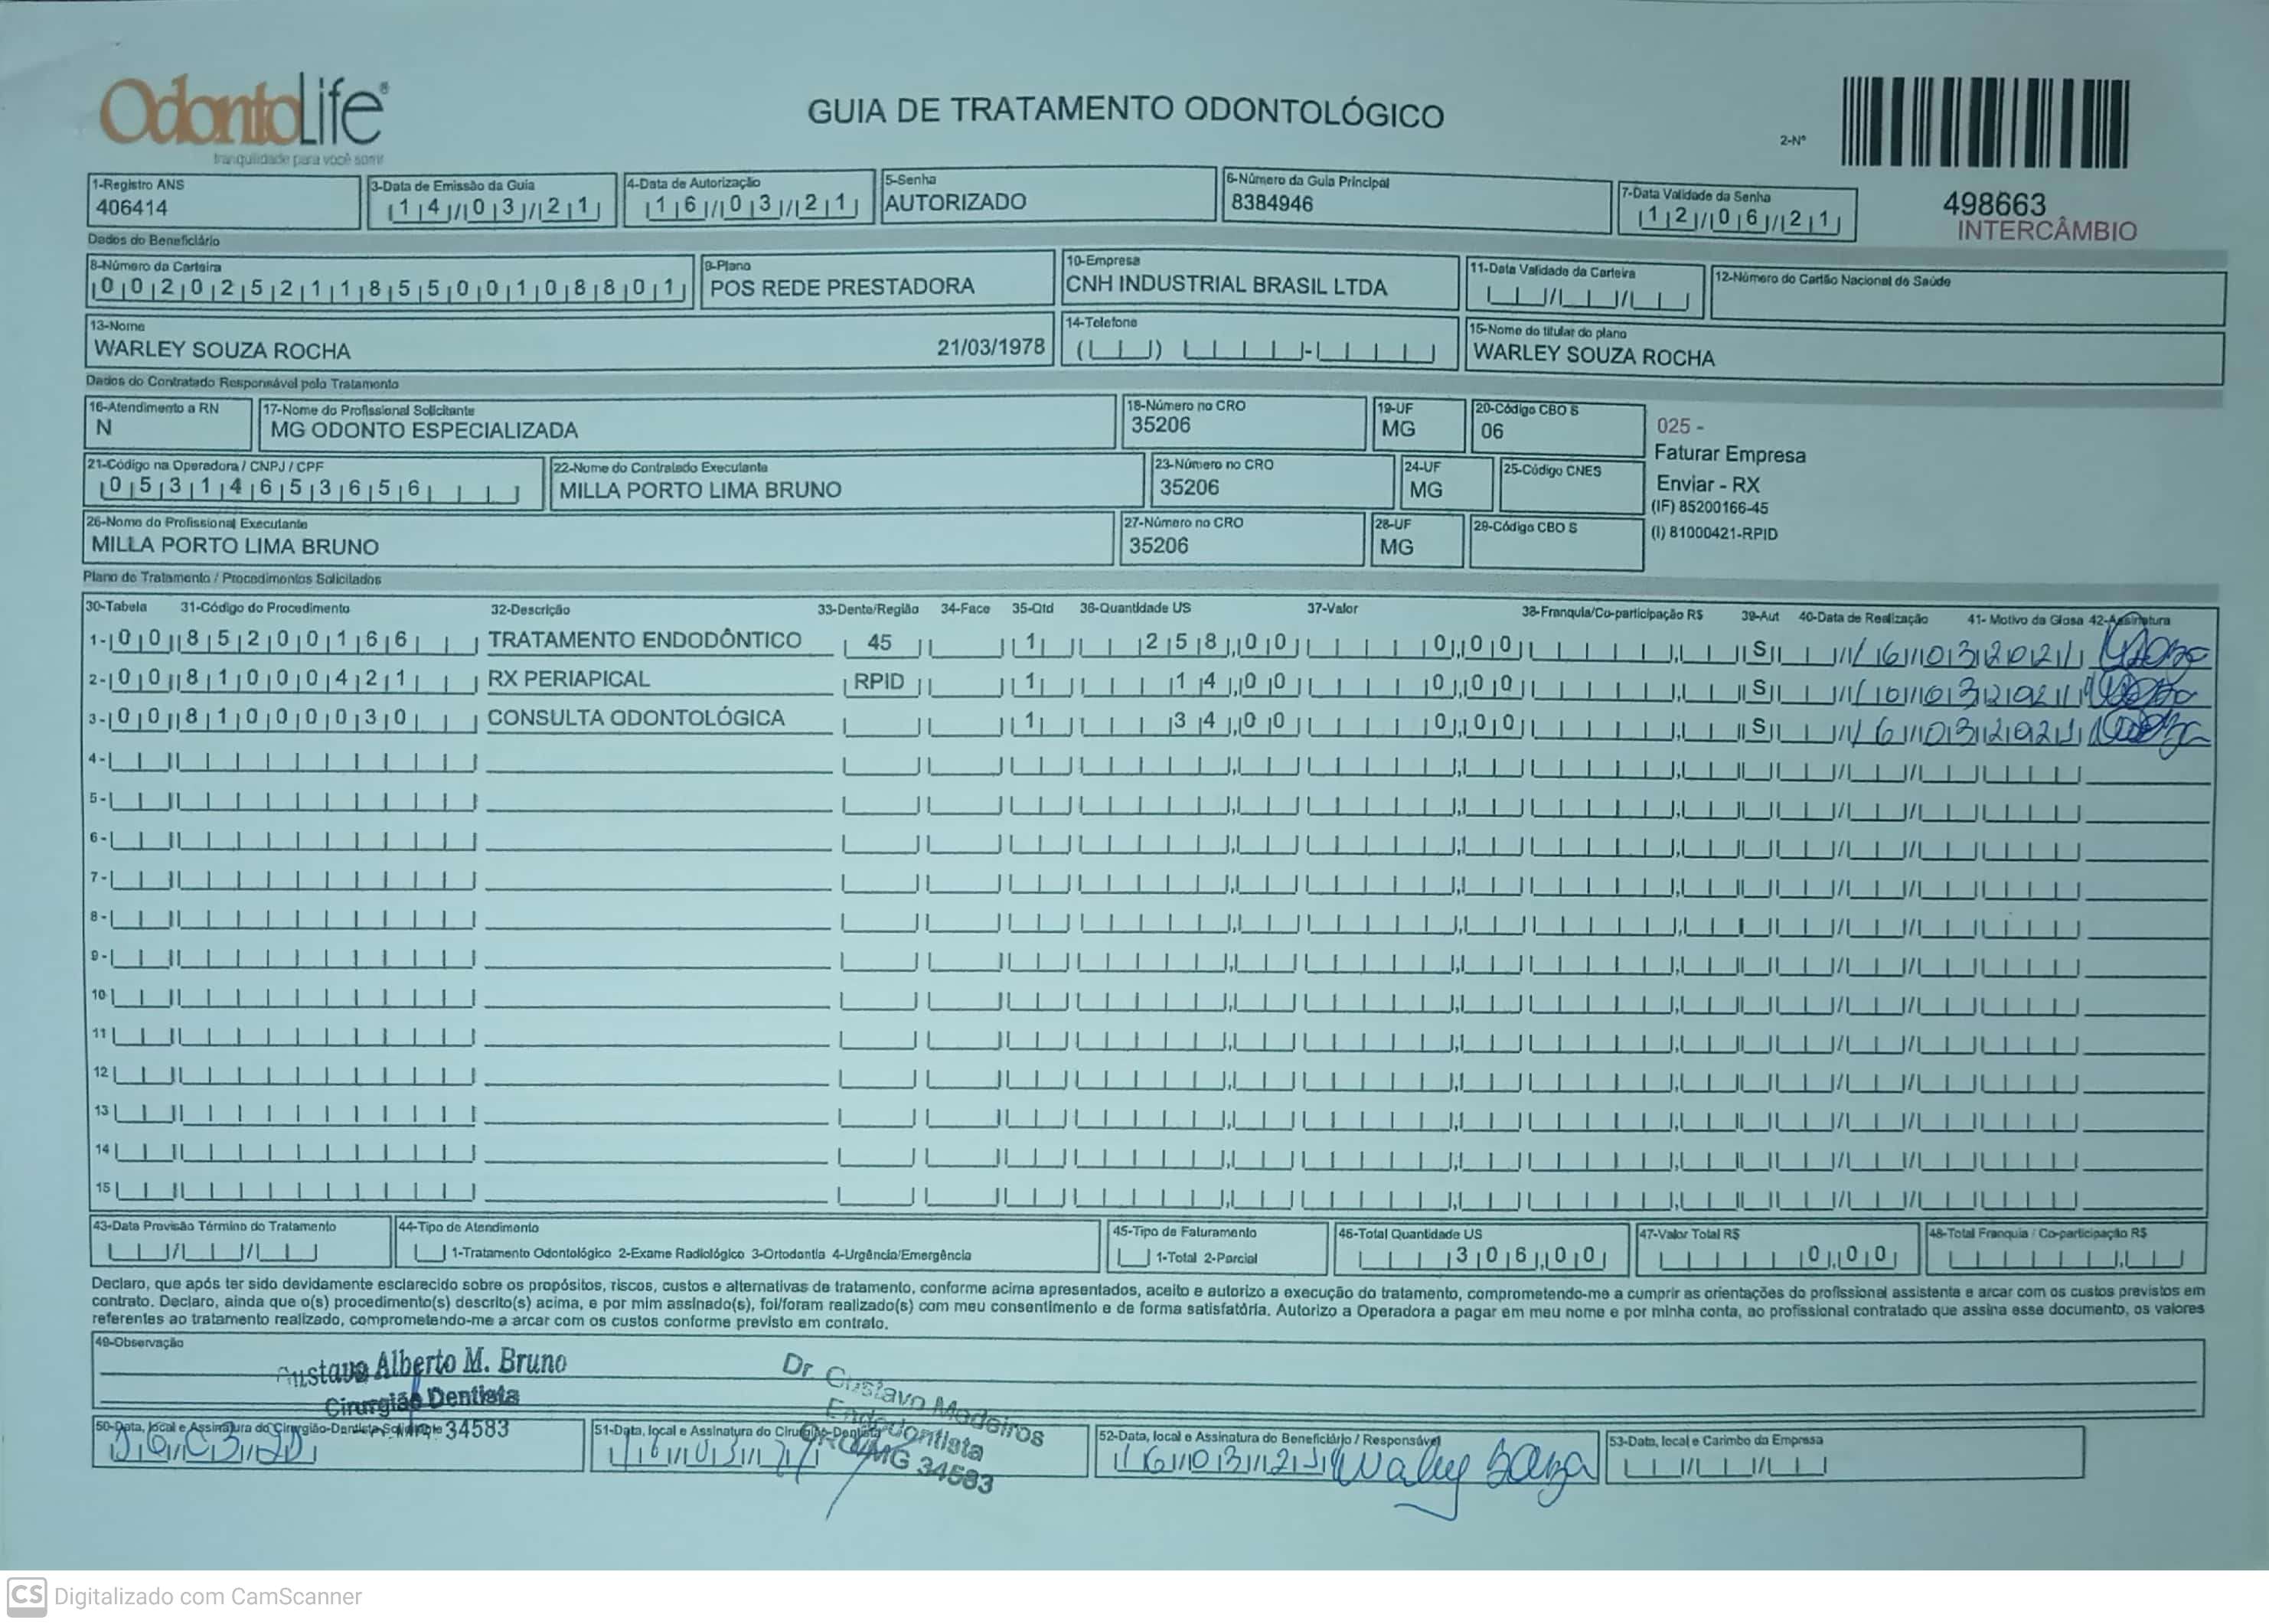 OdontoLife®
tranquilidade para você sorrir
GUIA DE TRATAMENTO ODONTOLÓGICO
2-Nº
498663
INTERCÂMBIO
1-Registro ANS
406414
3-Data de Emissão da Guia
14/03/21
4-Data de Autorização
16/03/21
5-Senha
AUTORIZADO
6-Número da Guia Principal
8384946
7-Data Validade da Senha
12/06/21
Dados do Beneficiário
8-Número da Carteira
00202521185500108801
9-Plano
POS REDE PRESTADORA
10-Empresa
CNH INDUSTRIAL BRASIL LTDA
11-Data Validade da Carteira
12-Número do Cartão Nacional de Saúde
13-Nome
WARLEY SOUZA ROCHA 21/03/1978
14-Telefone
15-Nome do titular do plano
WARLEY SOUZA ROCHA
Dados do Contratado Responsável pelo Tratamento
16-Atendimento a RN
N
17-Nome do Profissional Solicitante
MG ODONTO ESPECIALIZADA
18-Número no CRO
35206
19-UF
MG
20-Código CBO S
06
025 -
Faturar Empresa
Enviar - RX
(IF) 85200166-45
(I) 81000421-RPID
21-Código na Operadora / CNPJ / CPF
05314653656
22-Nome do Contratado Executante
MILLA PORTO LIMA BRUNO
23-Número no CRO
35206
24-UF
MG
25-Código CNES
26-Nome do Profissional Executante
MILLA PORTO LIMA BRUNO
27-Número no CRO
35206
28-UF
MG
29-Código CBO S
Plano de Tratamento / Procedimentos Solicitados
30-Tabela 31-Código do Procedimento 32-Descrição 33-Dente/Região 34-Face 35-Qtd 36-Quantidade US 37-Valor 38-Franquia/Co-participação R$ 39-Aut 40-Data de Realização 41- Motivo da Glosa 42-Assinatura
1- 00 85200166 TRATAMENTO ENDODÔNTICO 45 1 258,00 0,00 S 16/03/2021
2- 00 81000421 RX PERIAPICAL RPID 1 14,00 0,00 S
3- 00 81000030 CONSULTA ODONTOLÓGICA 1 34,00 0,00 S 16/03/2021
4-
5-
6-
7-
8-
9-
10
11
12
13
14
15
43-Data Previsão Término do Tratamento
44-Tipo de Atendimento
1-Tratamento Odontológico 2-Exame Radiológico 3-Ortodontia 4-Urgência/Emergência
45-Tipo de Faturamento
1-Total 2-Parcial
46-Total Quantidade US
306,00
47-Valor Total R$
0,00
48-Total Franquia / Co-participação R$
Declaro, que após ter sido devidamente esclarecido sobre os propósitos, riscos, custos e alternativas de tratamento, conforme acima apresentados, aceito e autorizo a execução do tratamento, comprometendo-me a cumprir as orientações do profissional assistente e arcar com os custos previstos em
contrato. Declaro, ainda que o(s) procedimento(s) descrito(s) acima, e por mim assinado(s), foi/foram realizado(s) com meu consentimento e de forma satisfatória. Autorizo a Operadora a pagar em meu nome e por minha conta, ao profissional contratado que assina esse documento, os valores
referentes ao tratamento realizado, comprometendo-me a arcar com os custos conforme previsto em contrato.
49-Observação
Gustavo Alberto M. Bruno
Cirurgião Dentista
34583
Dr. Gustavo Medeiros
Endodontista
CRO/MG 34583
50-Data, local e Assinatura do Cirurgião-Dentista Solicitante
51-Data, local e Assinatura do Cirurgião-Dentista
16/03/21
52-Data, local e Assinatura do Beneficiário / Responsável
16/03/21 Warley Souza
53-Data, local e Carimbo da Empresa
CS Digitalizado com CamScanner